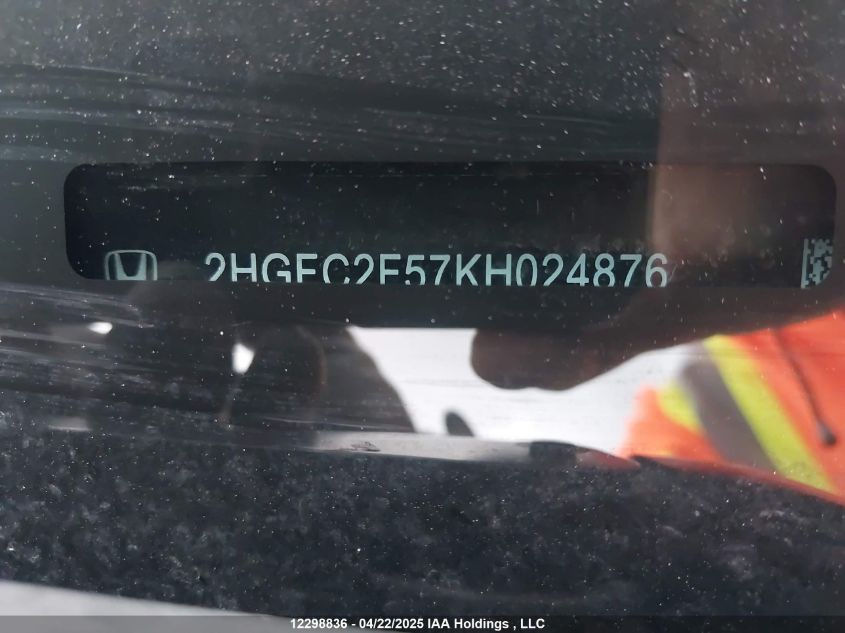 2HGFC2F57KH024876
12298836 - 04/22/2025 IAA Holdings , LLC